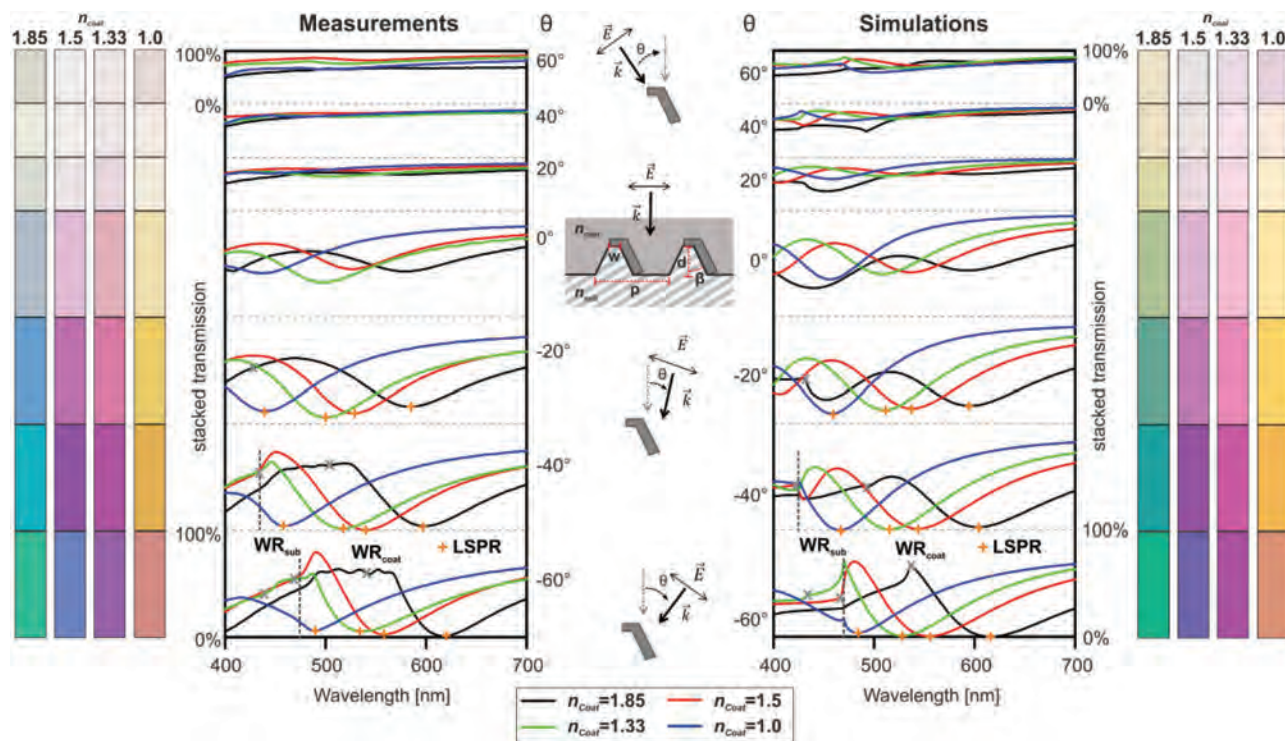 n_coat
Measurements
θ
θ
Simulations
n_coat
1.85 1.5 1.33 1.0
1.85 1.5 1.33 1.0
100%
0%
stacked transmission
100%
0%
60°
40°
20°
0°
-20°
-40°
-60°
WR_sub
WR_coat
+LSPR
400 500 600 700
Wavelength [nm]
E
θ
k
E
k
w
d
β
p
E
θ
k
θ
E
k
60°
40°
20°
0°
-20°
-40°
-60°
WR_sub
WR_coat
+LSPR
400 500 600 700
Wavelength [nm]
100%
0%
stacked transmission
100%
0%
n_Coat=1.85 n_Coat=1.5
n_Coat=1.33 n_Coat=1.0